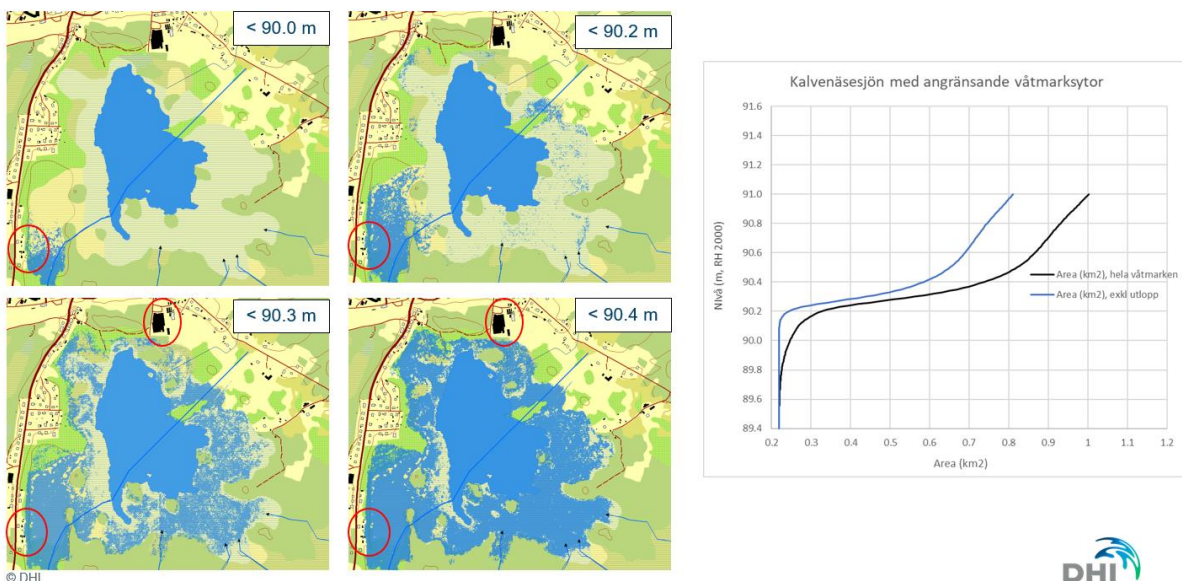 < 90.0 m
< 90.2 m
< 90.3 m
< 90.4 m
© DHI
Kalvenäsesjön med angränsande våtmarksytor
Nivå (m, RH 2000)
91.6
91.4
91.2
91.0
90.8
90.6
90.4
90.2
90.0
89.8
89.6
89.4
Area (km2), hela våtmarken
Area (km2), exkl utlopp
0.2 0.3 0.4 0.5 0.6 0.7 0.8 0.9 1 1.1 1.2
Area (km2)
DHI